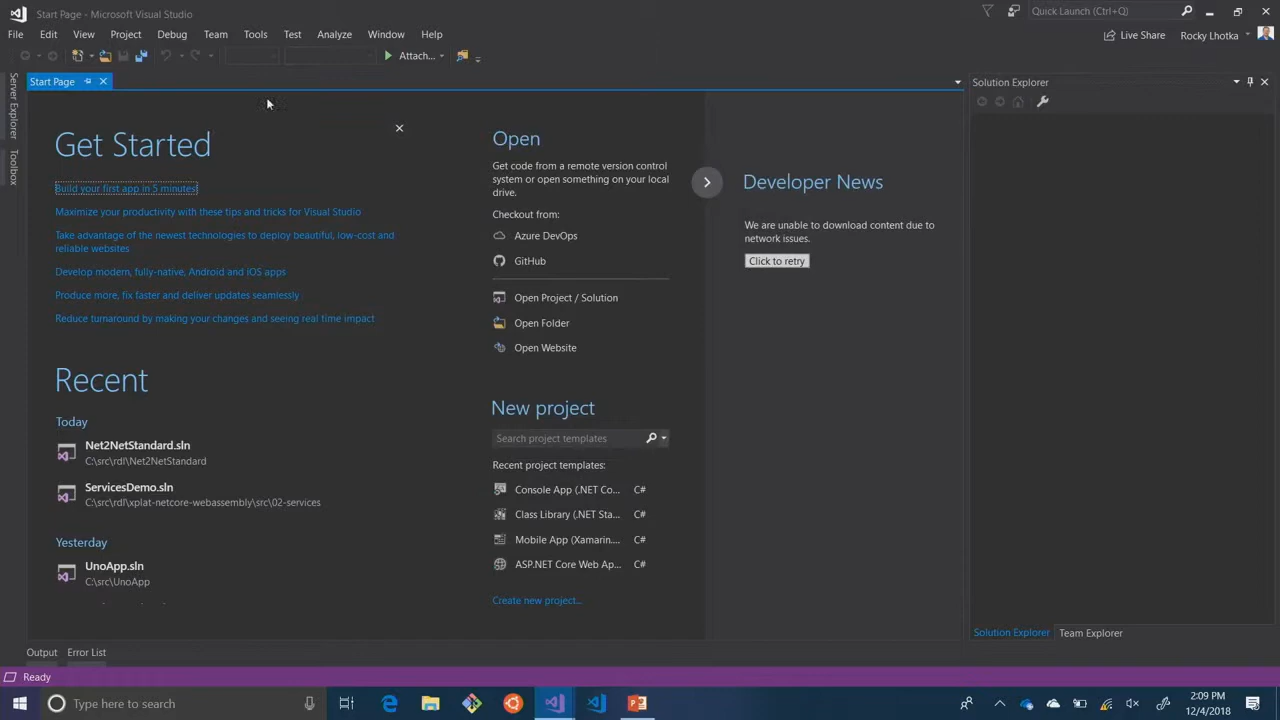 Start Page - Microsoft Visual Studio
Quick Launch (Ctrl+Q)
File Edit View Project Debug Team Tools Test Analyze Window Help
Live Share
Rocky Lhotka
Attach...
Server Explorer
Toolbox
Start Page
Get Started
Build your first app in 5 minutes!
Maximize your productivity with these tips and tricks for Visual Studio
Take advantage of the newest technologies to deploy beautiful, low-cost and
reliable websites
Develop modern, fully-native, Android and iOS apps
Produce more, fix faster and deliver updates seamlessly
Reduce turnaround by making your changes and seeing real time impact
Recent
Today
Net2NetStandard.sln
C:\src\rdl\Net2NetStandard
ServicesDemo.sln
C:\src\rdl\xplat-netcore-webassembly\src\02-services
Yesterday
UnoApp.sln
C:\src\UnoApp
Open
Get code from a remote version control
system or open something on your local
drive.
Checkout from:
Azure DevOps
GitHub
Open Project / Solution
Open Folder
Open Website
New project
Search project templates
Recent project templates:
Console App (.NET Co... C#
Class Library (.NET Sta... C#
Mobile App (Xamarin.... C#
ASP.NET Core Web Ap... C#
Create new project...
Developer News
We are unable to download content due to
network issues.
Click to retry
Solution Explorer
Solution Explorer Team Explorer
Output Error List
Ready
Type here to search
2:09 PM
12/4/2018